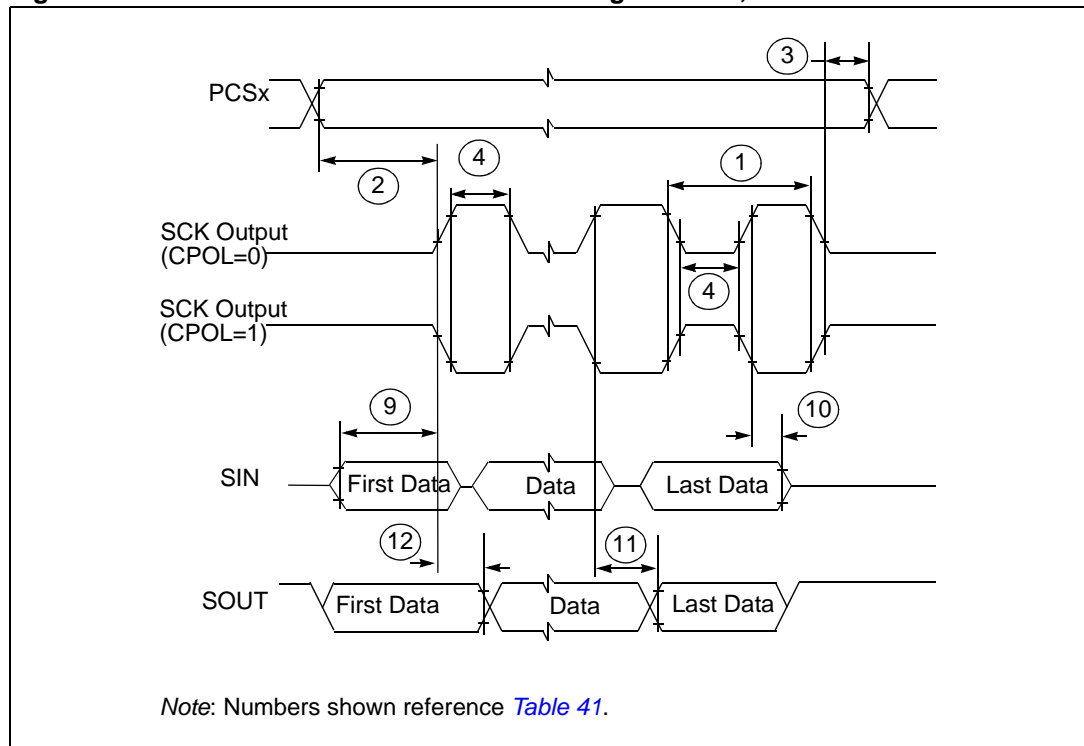 3
PCSx
2
4
1
SCK Output
(CPOL=0)
4
SCK Output
(CPOL=1)
9
10
SIN
First Data
Data
Last Data
12
11
SOUT
First Data
Data
Last Data
Note: Numbers shown reference Table 41.